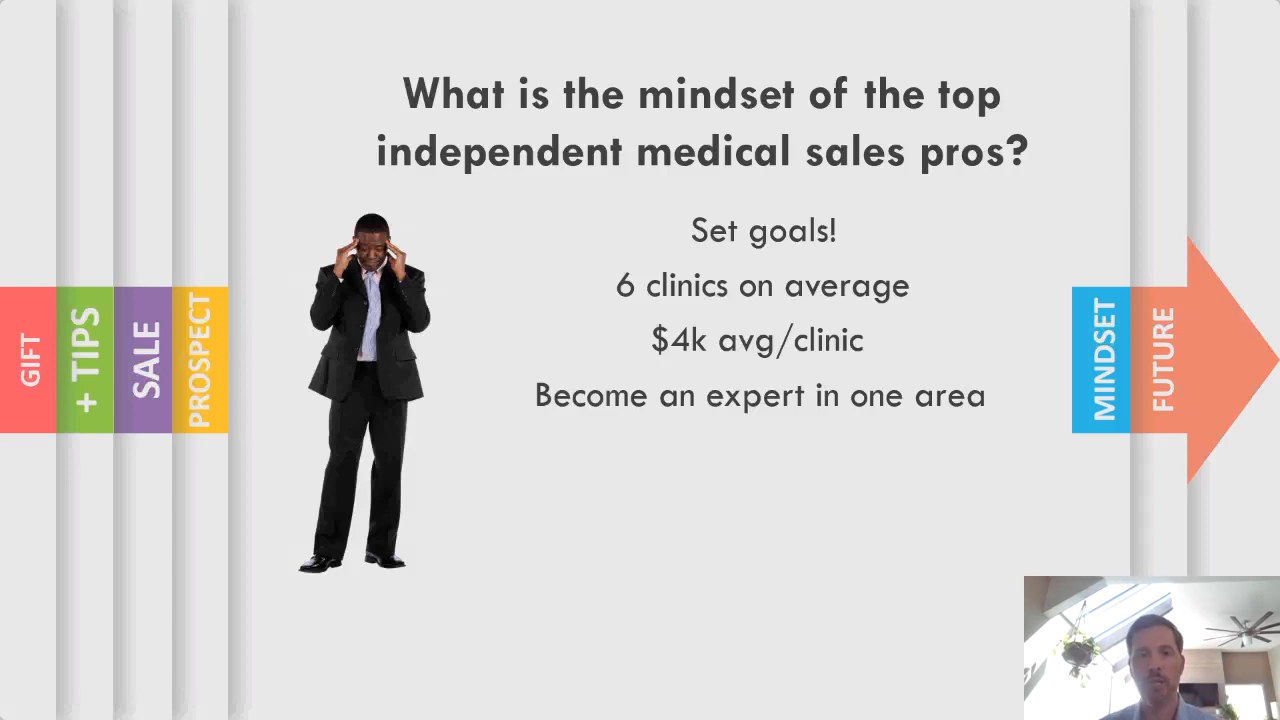 What is the mindset of the top
independent medical sales pros?
Set goals!
6 clinics on average
$4k avg/clinic
Become an expert in one area
GIFT
+ TIPS
SALE
PROSPECT
MINDSET
FUTURE